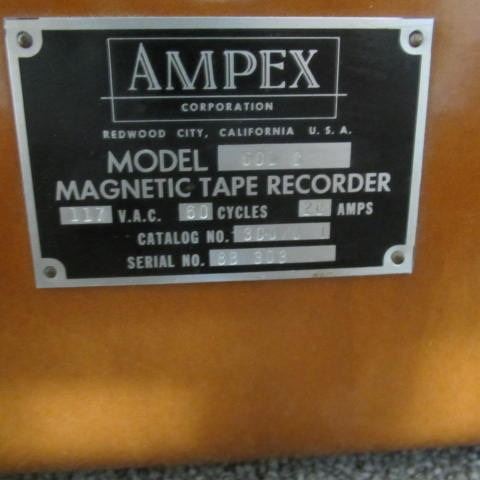 AMPEX
CORPORATION
REDWOOD CITY, CALIFORNIA U. S. A.
MODEL
MAGNETIC TAPE RECORDER
117 V.A.C. 60 CYCLES AMPS
CATALOG NO.
SERIAL NO.